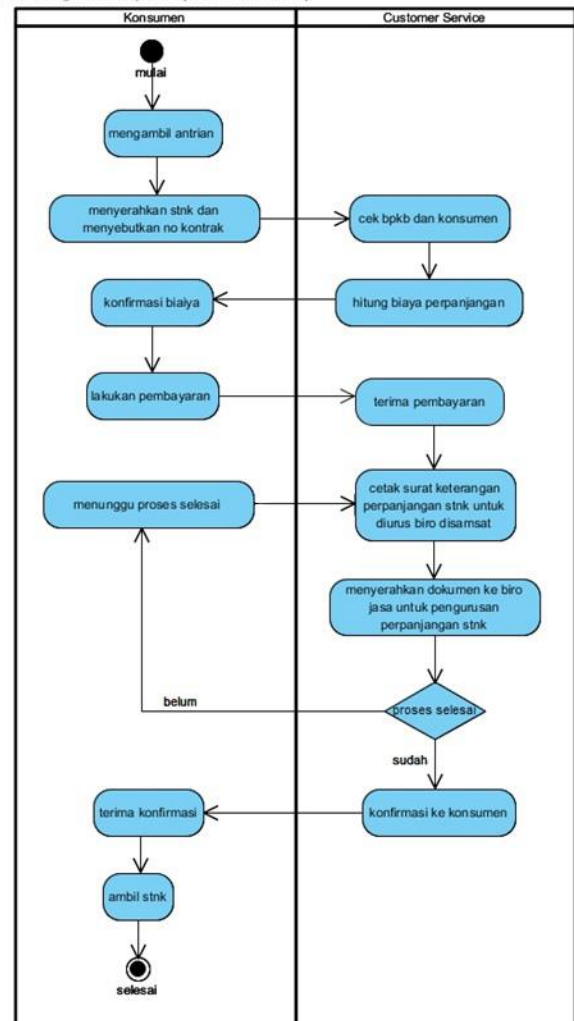 Konsumen
Customer Service
mulai
mengambil antrian
menyerahkan stnk dan
menyebutkan no kontrak
cek bpkb dan konsumen
konfirmasi biaiya
hitung biaya perpanjangan
lakukan pembayaran
terima pembayaran
menunggu proses selesai
cetak surat keterangan
perpanjangan stnk untuk
diurus biro disamsat
menyerahkan dokumen ke biro
jasa untuk pengurusan
perpanjangan stnk
belum
proses selesai
sudah
terima konfirmasi
konfirmasi ke konsumen
ambil stnk
selesai